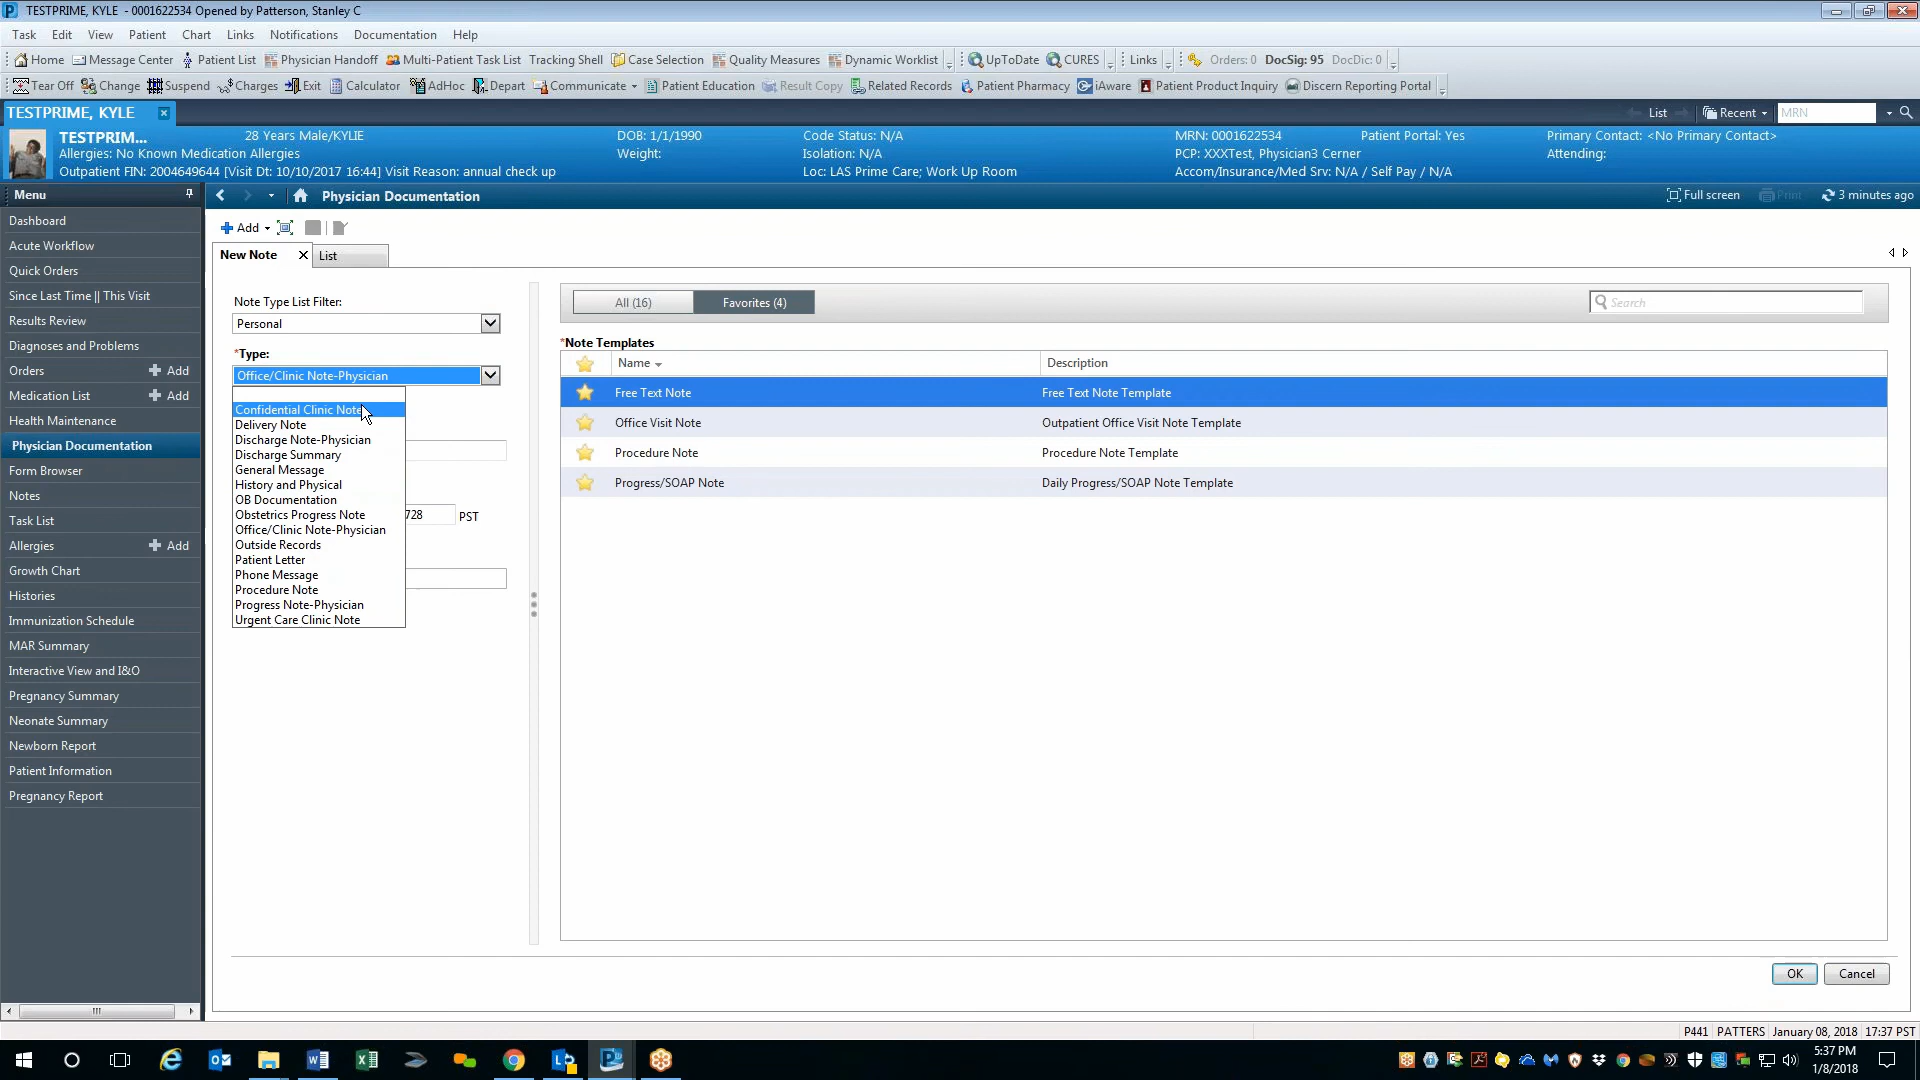 TESTPRIME, KYLE - 0001622534 Opened by Patterson, Stanley C
Task Edit View Patient Chart Links Notifications Documentation Help
Home Message Center Patient List Physician Handoff Multi-Patient Task List Tracking Shell Case Selection Quality Measures Dynamic Worklist UpToDate CURES Links Orders: 0 DocSig: 95 DocDic: 0
Tear Off Change Suspend Charges Exit Calculator AdHoc Depart Communicate Patient Education Result Copy Related Records Patient Pharmacy iAware Patient Product Inquiry Discern Reporting Portal
TESTPRIME, KYLE List Recent MRN
TESTPRIM... 28 Years Male/KYLIE DOB: 1/1/1990 Code Status: N/A MRN: 0001622534 Patient Portal: Yes Primary Contact: <No Primary Contact>
Allergies: No Known Medication Allergies Weight: Isolation: N/A PCP: XXXTest, Physician3 Cerner Attending:
Outpatient FIN: 2004649644 [Visit Dt: 10/10/2017 16:44] Visit Reason: annual check up Loc: LAS Prime Care; Work Up Room Accom/Insurance/Med Srv: N/A / Self Pay / N/A
Menu
Dashboard
Acute Workflow
Quick Orders
Since Last Time || This Visit
Results Review
Diagnoses and Problems
Orders Add
Medication List Add
Health Maintenance
Physician Documentation
Form Browser
Notes
Task List
Allergies Add
Growth Chart
Histories
Immunization Schedule
MAR Summary
Interactive View and I&O
Pregnancy Summary
Neonate Summary
Newborn Report
Patient Information
Pregnancy Report
Physician Documentation Full screen Print 3 minutes ago
Add
New Note List
Note Type List Filter:
Personal
*Type:
Office/Clinic Note-Physician
Confidential Clinic Note
Delivery Note
Discharge Note-Physician
Discharge Summary
General Message
History and Physical
OB Documentation
Obstetrics Progress Note
Office/Clinic Note-Physician
Outside Records
Patient Letter
Phone Message
Procedure Note
Progress Note-Physician
Urgent Care Clinic Note
728 PST
All (16) Favorites (4) Search
*Note Templates
Name Description
Free Text Note Free Text Note Template
Office Visit Note Outpatient Office Visit Note Template
Procedure Note Procedure Note Template
Progress/SOAP Note Daily Progress/SOAP Note Template
OK Cancel
P441 PATTERS January 08, 2018 17:37 PST
5:37 PM
1/8/2018